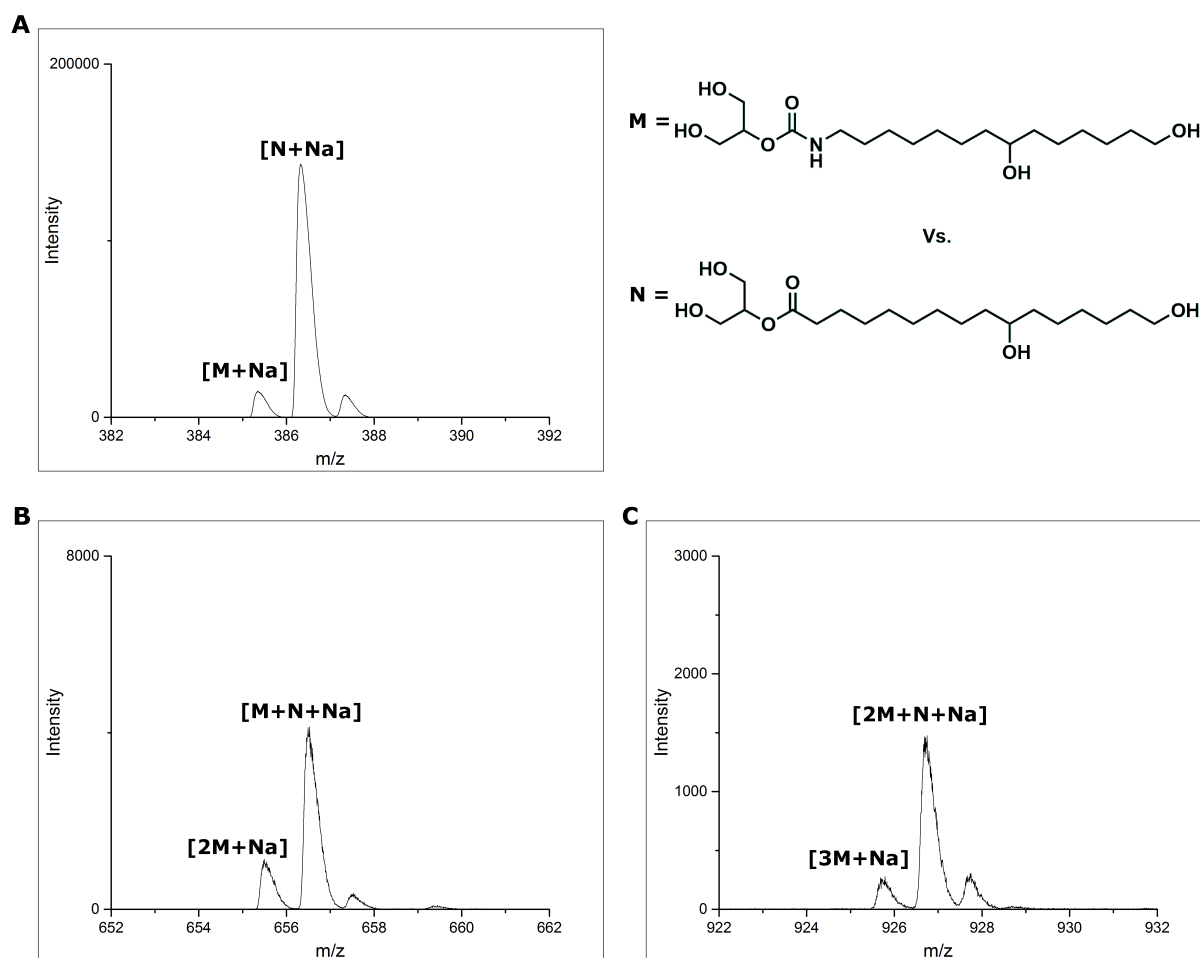 A
200000
Intensity
0
[N+Na]
[M+Na]
382 384 386 388 390 392
m/z
M =
HO
HO
O
O
N
H
OH
OH
Vs.
N =
HO
HO
O
O
OH
OH
B
8000
Intensity
0
[M+N+Na]
[2M+Na]
652 654 656 658 660 662
m/z
C
3000
2000
1000
0
Intensity
[2M+N+Na]
[3M+Na]
922 924 926 928 930 932
m/z